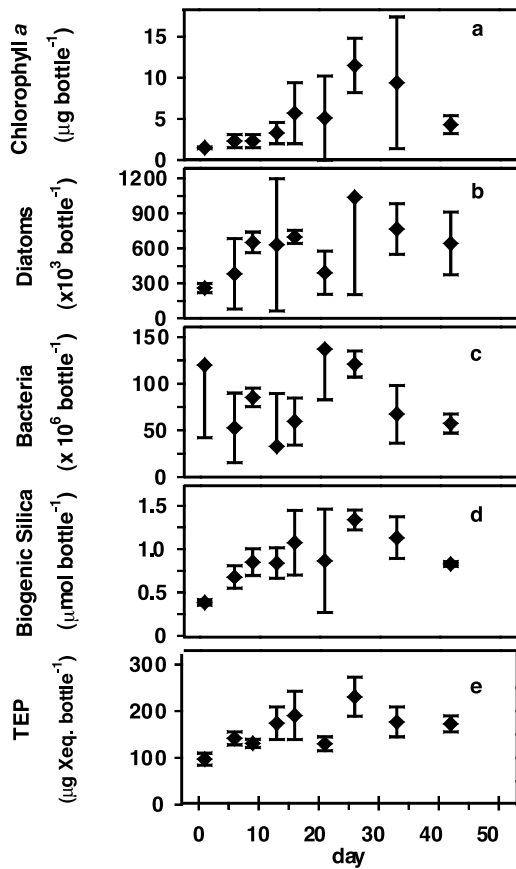 Chlorophyll a
(μg bottle⁻¹)
15
10
5
0
a
Diatoms
(x10³ bottle⁻¹)
1200
900
600
300
0
b
Bacteria
(x 10⁶ bottle⁻¹)
150
100
50
0
c
Biogenic Silica
(μmol bottle⁻¹)
1.5
1.0
0.5
0
d
TEP
(μg Xeq. bottle⁻¹)
300
200
100
0
e
0 10 20 30 40 50
day